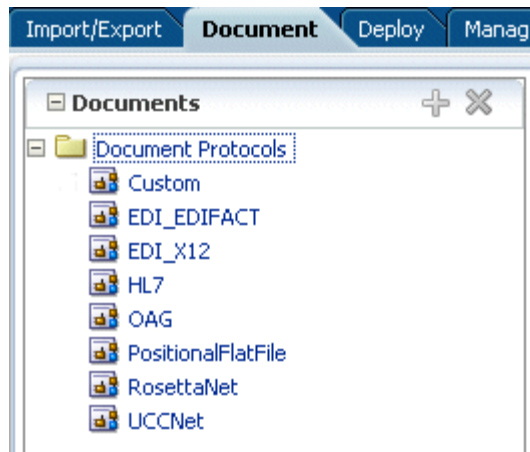 Import/Export Document Deploy Manag
Documents
Document Protocols
Custom
EDI_EDIFACT
EDI_X12
HL7
OAG
PositionalFlatFile
RosettaNet
UCCNet